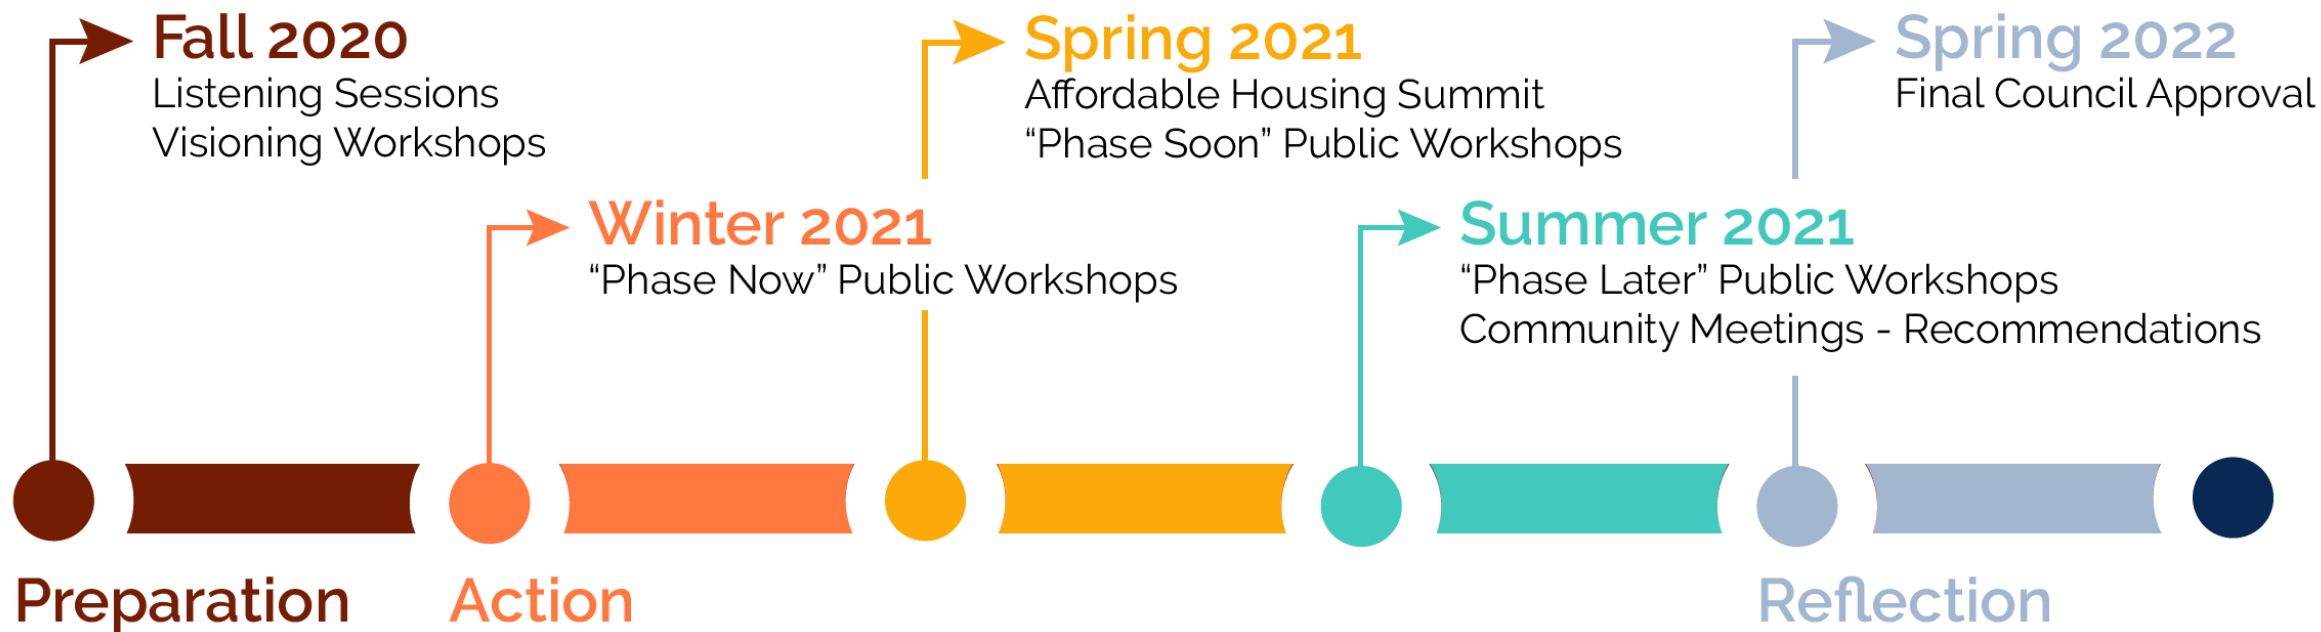 Fall 2020
Listening Sessions
Visioning Workshops
Winter 2021
“Phase Now” Public Workshops
Spring 2021
Affordable Housing Summit
“Phase Soon” Public Workshops
Summer 2021
“Phase Later” Public Workshops
Community Meetings - Recommendations
Spring 2022
Final Council Approval
Preparation
Action
Reflection